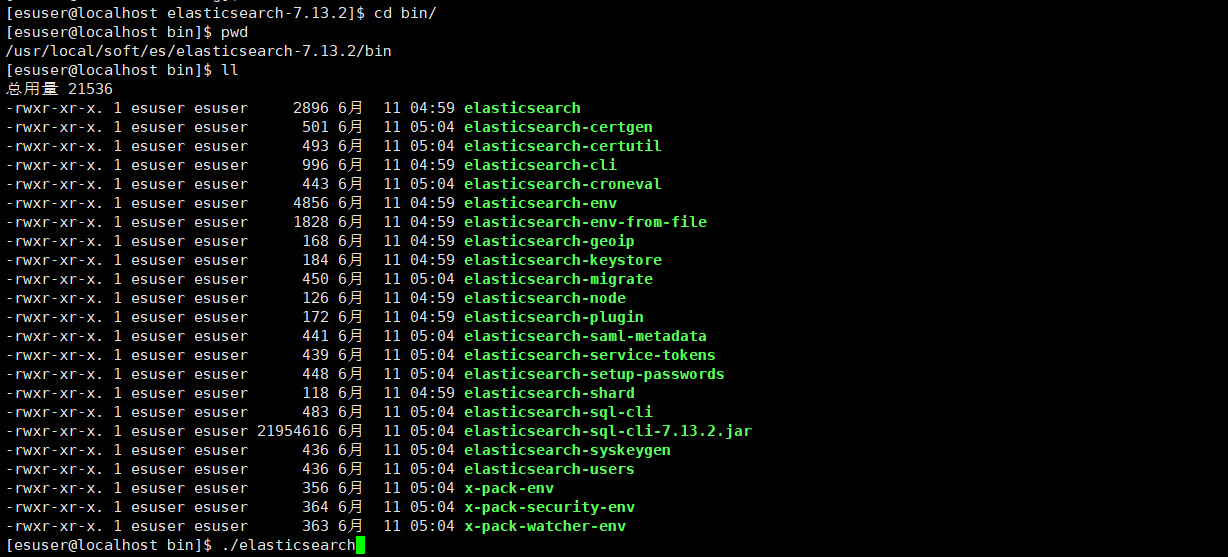 [esuser@localhost elasticsearch-7.13.2]$ cd bin/
[esuser@localhost bin]$ pwd
/usr/local/soft/es/elasticsearch-7.13.2/bin
[esuser@localhost bin]$ ll
总用量 21536
-rwxr-xr-x. 1 esuser esuser     2896 6月  11 04:59 elasticsearch
-rwxr-xr-x. 1 esuser esuser      501 6月  11 05:04 elasticsearch-certgen
-rwxr-xr-x. 1 esuser esuser      493 6月  11 05:04 elasticsearch-certutil
-rwxr-xr-x. 1 esuser esuser      996 6月  11 04:59 elasticsearch-cli
-rwxr-xr-x. 1 esuser esuser      443 6月  11 05:04 elasticsearch-croneval
-rwxr-xr-x. 1 esuser esuser     4856 6月  11 04:59 elasticsearch-env
-rwxr-xr-x. 1 esuser esuser     1828 6月  11 04:59 elasticsearch-env-from-file
-rwxr-xr-x. 1 esuser esuser      168 6月  11 04:59 elasticsearch-geoip
-rwxr-xr-x. 1 esuser esuser      184 6月  11 04:59 elasticsearch-keystore
-rwxr-xr-x. 1 esuser esuser      450 6月  11 05:04 elasticsearch-migrate
-rwxr-xr-x. 1 esuser esuser      126 6月  11 04:59 elasticsearch-node
-rwxr-xr-x. 1 esuser esuser      172 6月  11 04:59 elasticsearch-plugin
-rwxr-xr-x. 1 esuser esuser      441 6月  11 05:04 elasticsearch-saml-metadata
-rwxr-xr-x. 1 esuser esuser      439 6月  11 05:04 elasticsearch-service-tokens
-rwxr-xr-x. 1 esuser esuser      448 6月  11 05:04 elasticsearch-setup-passwords
-rwxr-xr-x. 1 esuser esuser      118 6月  11 04:59 elasticsearch-shard
-rwxr-xr-x. 1 esuser esuser      483 6月  11 05:04 elasticsearch-sql-cli
-rwxr-xr-x. 1 esuser esuser 21954616 6月  11 05:04 elasticsearch-sql-cli-7.13.2.jar
-rwxr-xr-x. 1 esuser esuser      436 6月  11 05:04 elasticsearch-syskeygen
-rwxr-xr-x. 1 esuser esuser      436 6月  11 05:04 elasticsearch-users
-rwxr-xr-x. 1 esuser esuser      356 6月  11 05:04 x-pack-env
-rwxr-xr-x. 1 esuser esuser      364 6月  11 05:04 x-pack-security-env
-rwxr-xr-x. 1 esuser esuser      363 6月  11 05:04 x-pack-watcher-env
[esuser@localhost bin]$ ./elasticsearch